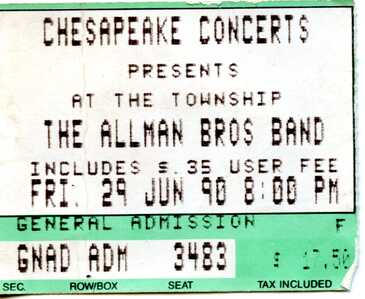 CHESAPEAKE CONCERTS
PRESENTS
AT THE TOWNSHIP
THE ALLMAN BROS BAND
INCLUDES $.35 USER FEE
FRI. 29 JUN 90 8:00 PM
GENERAL ADMISSION F
GNAD ADM 3483 $ 17.50
SEC. ROW/BOX SEAT TAX INCLUDED